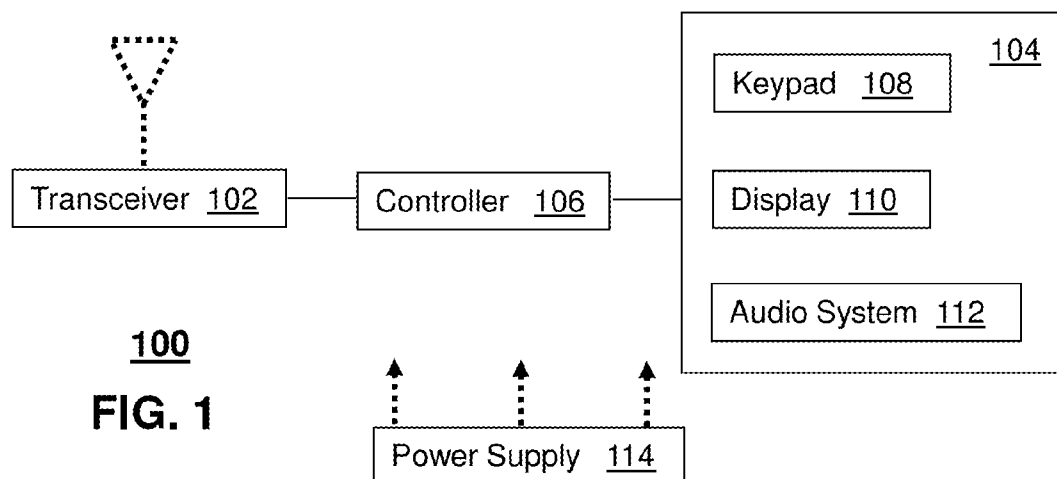 104
Keypad 108
Transceiver 102
Controller 106
Display 110
Audio System 112
100
FIG. 1
Power Supply 114